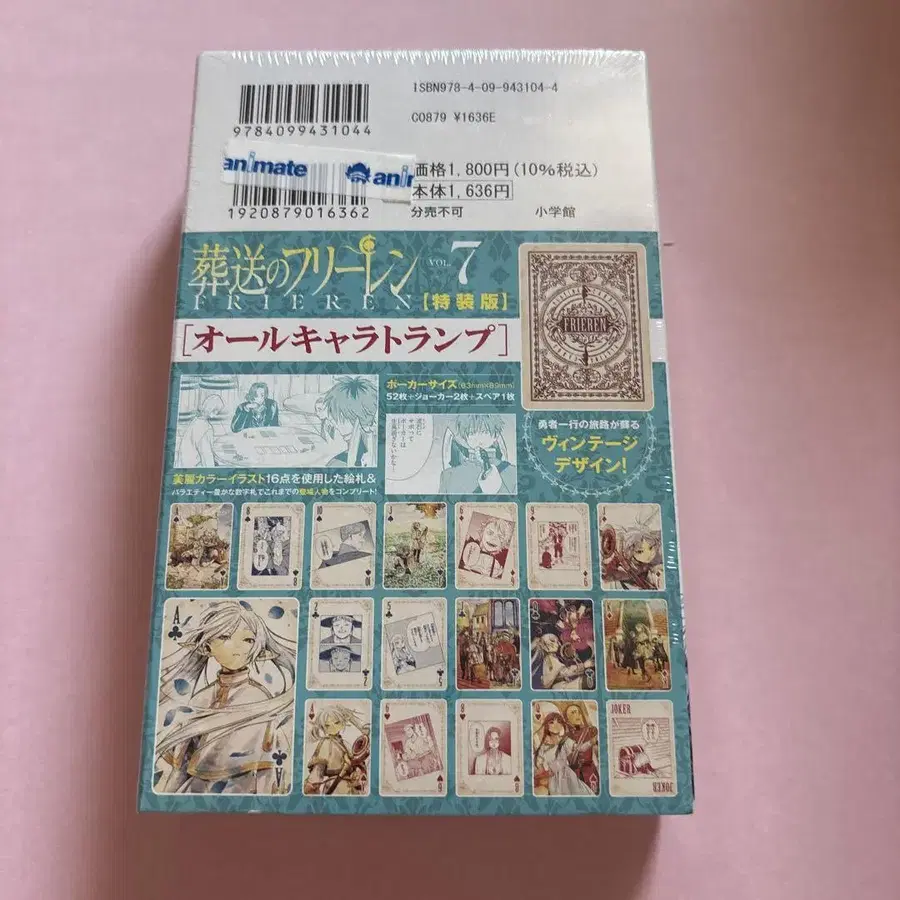 ISBN978-4-09-943104-4
9784099431044
C0879 ¥1636E
animate
価格1,800円(10%税込)
本体1,636円
1920879016362
分売不可
小学館
葬送のフリーレン VOL.7
FRIEREN
【特装版】
[オールキャラトランプ]
FRIEREN
ポーカーサイズ(63mm×89mm)
52枚+ジョーカー2枚+スペア1枚
勇者一行の旅路が蘇る
ヴィンテージ
デザイン!
美麗カラーイラスト16点を使用した絵札&
バラエティー豊かな数字札でこれまでの登場人物をコンプリート!
A
JOKER
JOKER